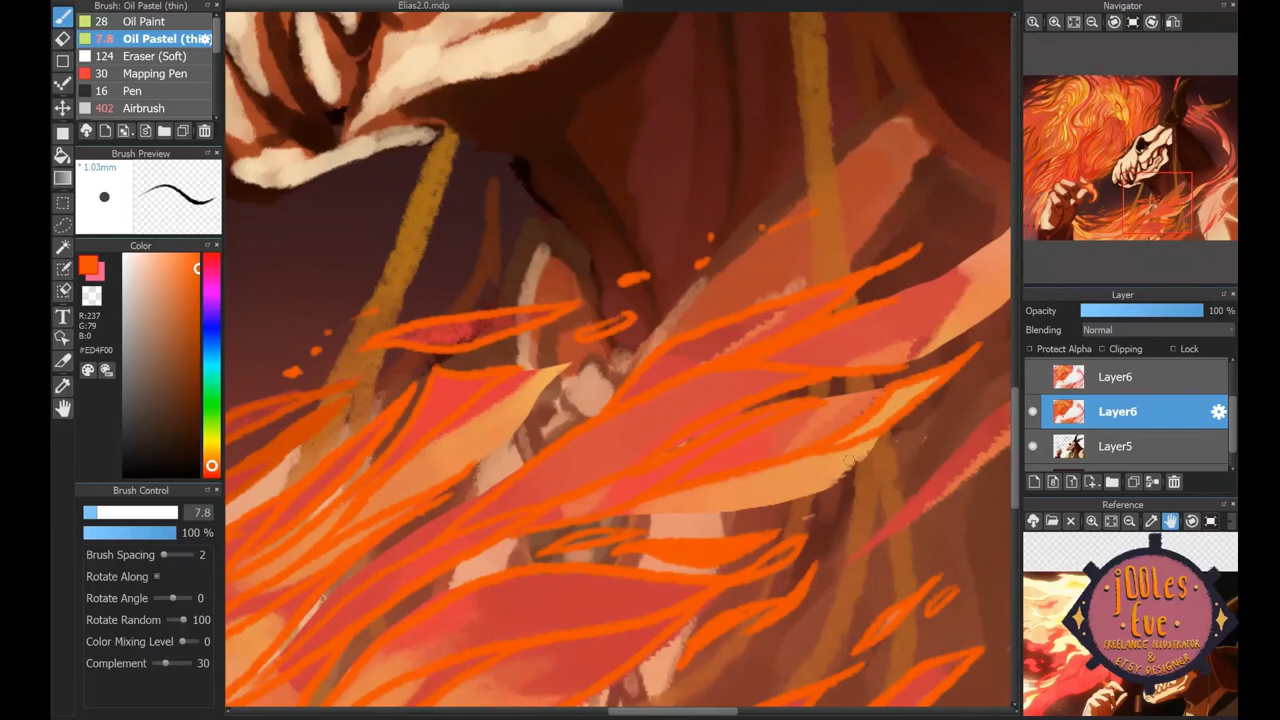 Brush: Oil Pastel (thin)
Elias2.0.mdp
Navigator
28 Oil Paint
7.8 Oil Pastel (thi
124 Eraser (Soft)
30 Mapping Pen
16 Pen
402 Airbrush
Brush Preview
* 1.03mm
Color
R:237
G:79
B:0
#ED4F00
Brush Control
7.8
100 %
Brush Spacing 2
Rotate Along
Rotate Angle 0
Rotate Random 100
Color Mixing Level 0
Complement 30
Layer
Opacity 100 %
Blending Normal
Protect Alpha Clipping Lock
Layer6
Layer6
Layer5
Reference
j00les
Eve
FREELANCE ILLUSTRATOR
&
ETSY DESIGNER